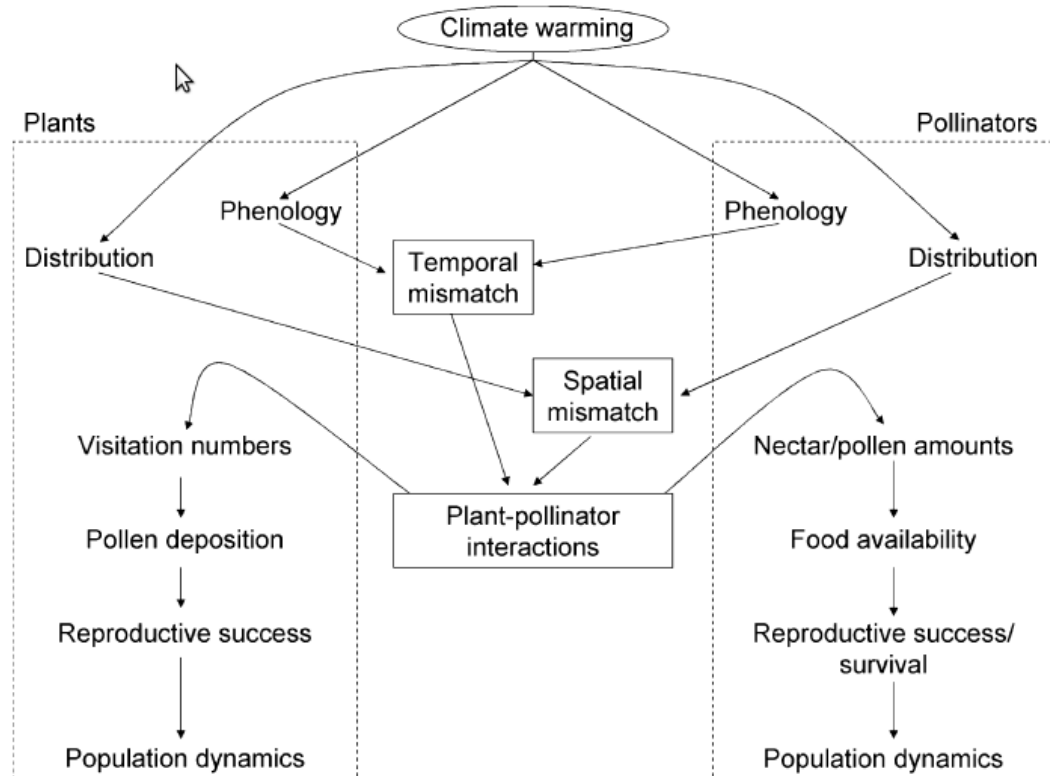 Climate warming
Plants
Pollinators
Phenology
Phenology
Distribution
Distribution
Temporal
mismatch
Spatial
mismatch
Visitation numbers
Nectar/pollen amounts
Plant-pollinator
interactions
Pollen deposition
Food availability
Reproductive success
Reproductive success/
survival
Population dynamics
Population dynamics